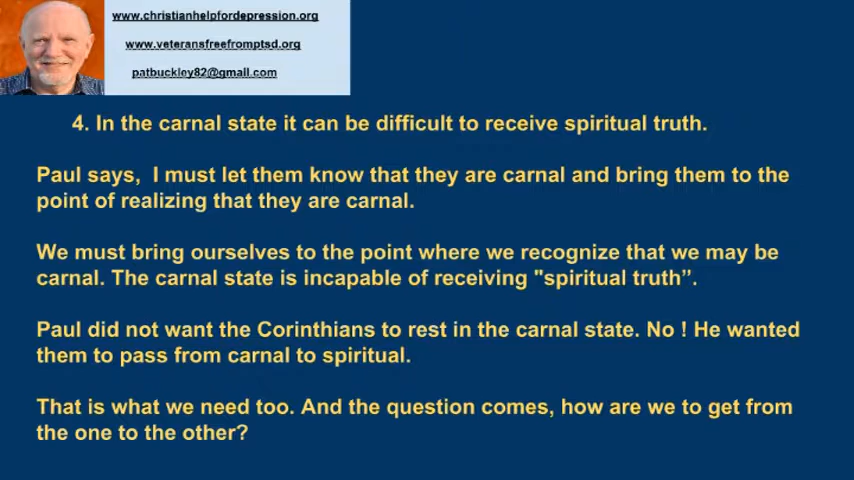 www.christianhelpfordepression.org
www.veteransfreefromptsd.org
patbuckley82@gmail.com
4. In the carnal state it can be difficult to receive spiritual truth.
Paul says,  I must let them know that they are carnal and bring them to the
point of realizing that they are carnal.
We must bring ourselves to the point where we recognize that we may be
carnal. The carnal state is incapable of receiving "spiritual truth”.
Paul did not want the Corinthians to rest in the carnal state. No ! He wanted
them to pass from carnal to spiritual.
That is what we need too. And the question comes, how are we to get from
the one to the other?